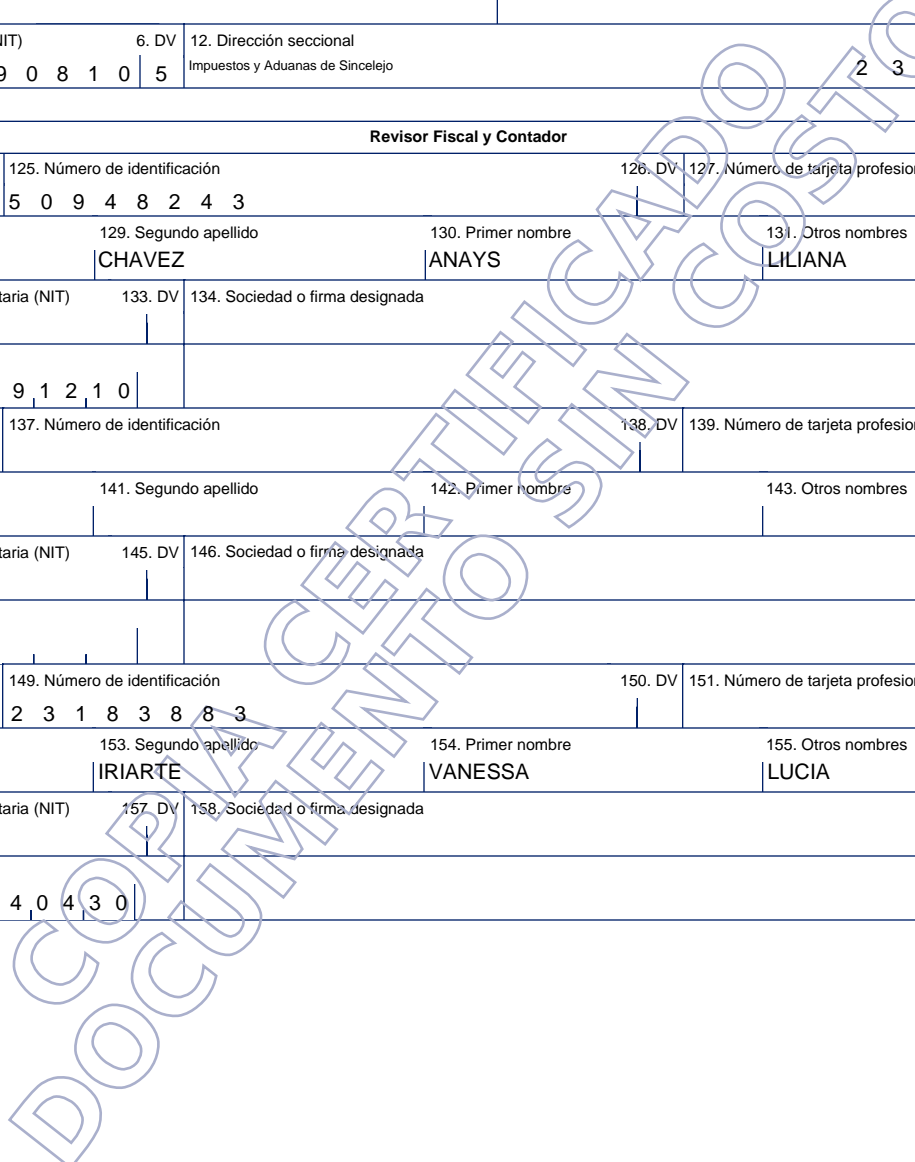 NIT) 6. DV 12. Dirección seccional
9 0 8 1 0 5 Impuestos y Aduanas de Sincelejo 2 3
Revisor Fiscal y Contador
125. Número de identificación 126. DV 127. Número de tarjeta profesion
5 0 9 4 8 2 4 3
129. Segundo apellido 130. Primer nombre 131. Otros nombres
CHAVEZ ANAYS LILIANA
taria (NIT) 133. DV 134. Sociedad o firma designada
9 1 2 1 0
137. Número de identificación 138. DV 139. Número de tarjeta profesion
141. Segundo apellido 142. Primer nombre 143. Otros nombres
taria (NIT) 145. DV 146. Sociedad o firma designada
149. Número de identificación 150. DV 151. Número de tarjeta profesion
2 3 1 8 3 8 8 3
153. Segundo apellido 154. Primer nombre 155. Otros nombres
IRIARTE VANESSA LUCIA
taria (NIT) 157. DV 158. Sociedad o firma designada
4 0 4 3 0
COPIA CERTIFICADO
DOCUMENTO SIN COSTO